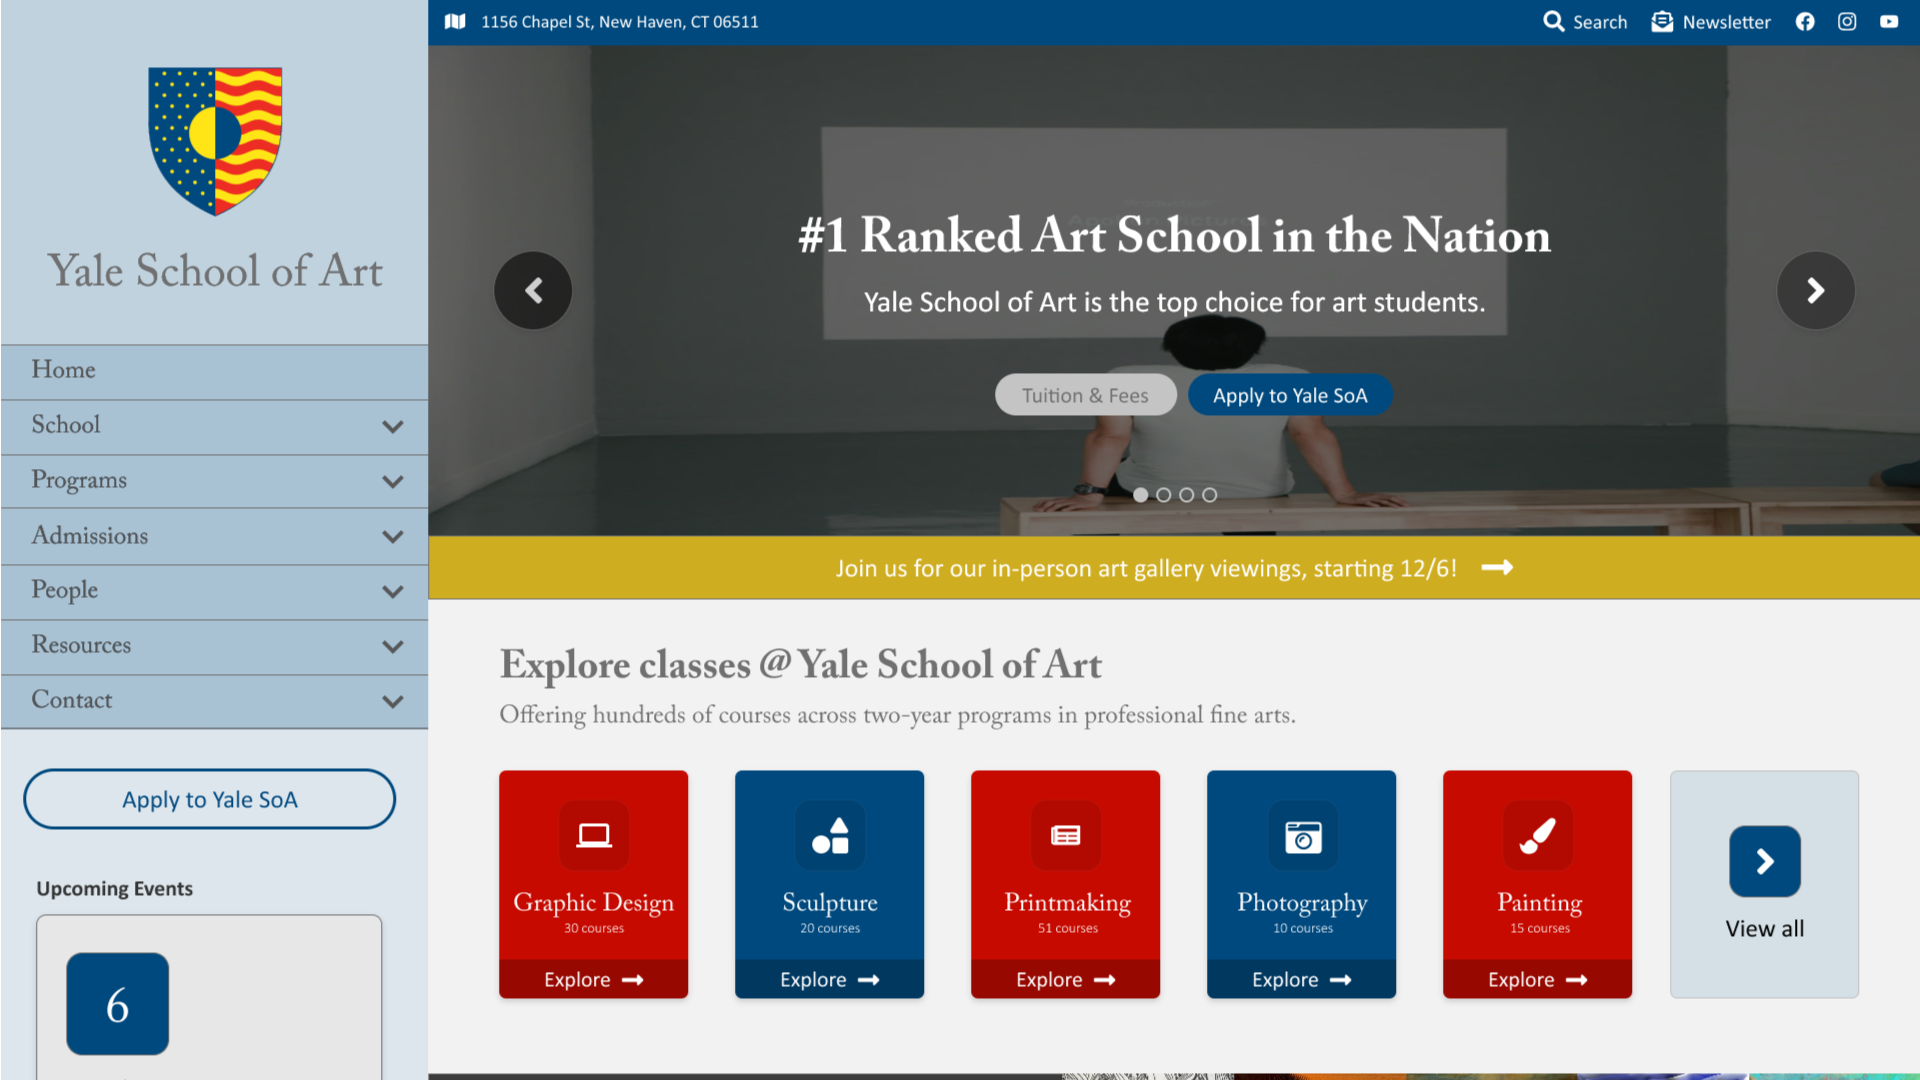 Yale School of Art
Home
School
Programs
Admissions
People
Resources
Contact
Apply to Yale SoA
Upcoming Events
6
1156 Chapel St, New Haven, CT 06511
Search
Newsletter
#1 Ranked Art School in the Nation
Yale School of Art is the top choice for art students.
Tuition & Fees
Apply to Yale SoA
Join us for our in-person art gallery viewings, starting 12/6!
Explore classes @ Yale School of Art
Offering hundreds of courses across two-year programs in professional fine arts.
Graphic Design
30 courses
Explore
Sculpture
20 courses
Explore
Printmaking
51 courses
Explore
Photography
10 courses
Explore
Painting
15 courses
Explore
View all